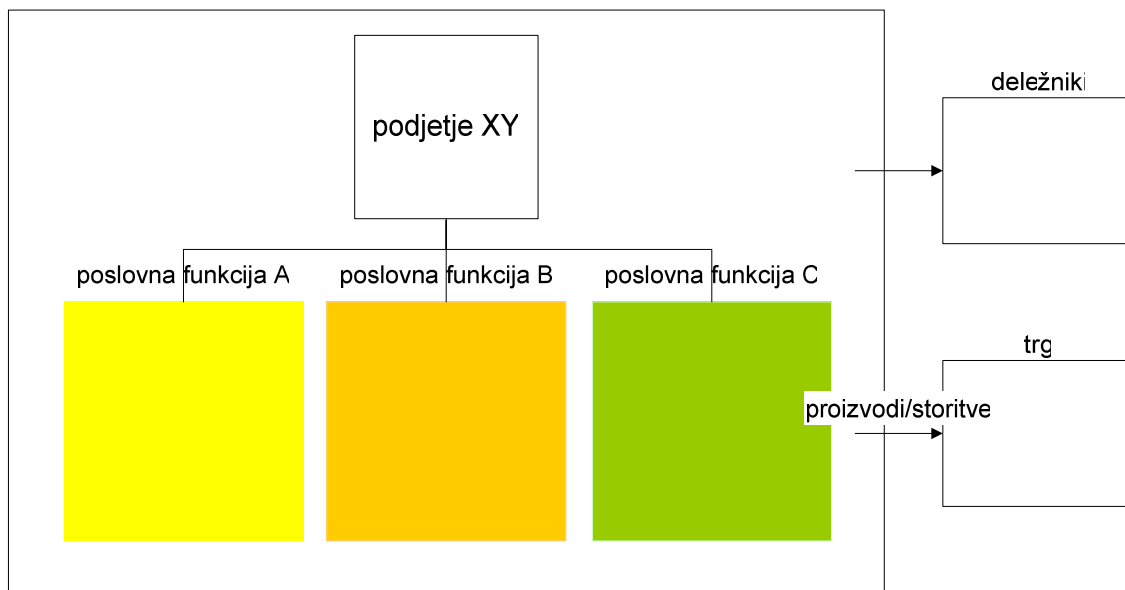 podjetje XY
deležniki
poslovna funkcija A
poslovna funkcija B
poslovna funkcija C
trg
proizvodi/storitve